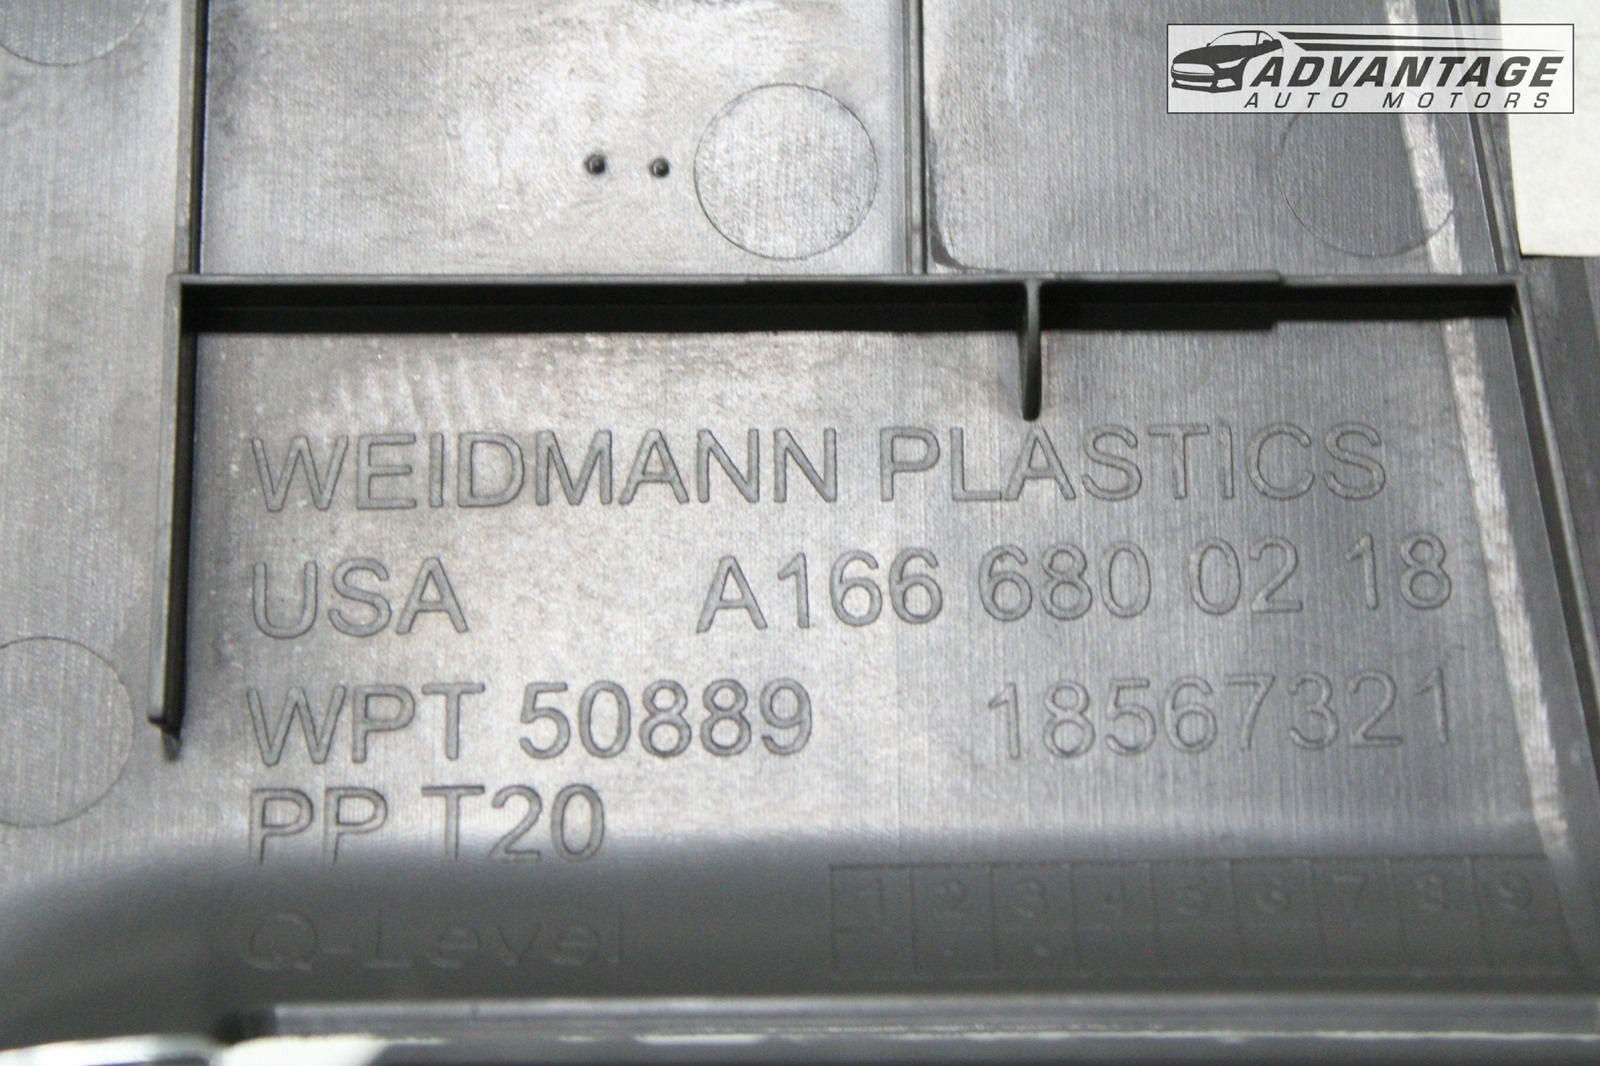 ADVANTAGE
AUTO MOTORS
WEIDMANN PLASTICS
USA A166 680 02 18
WPT 50889 18567321
PP T20
Q-Level 1 2 3 4 5 6 7 8 9